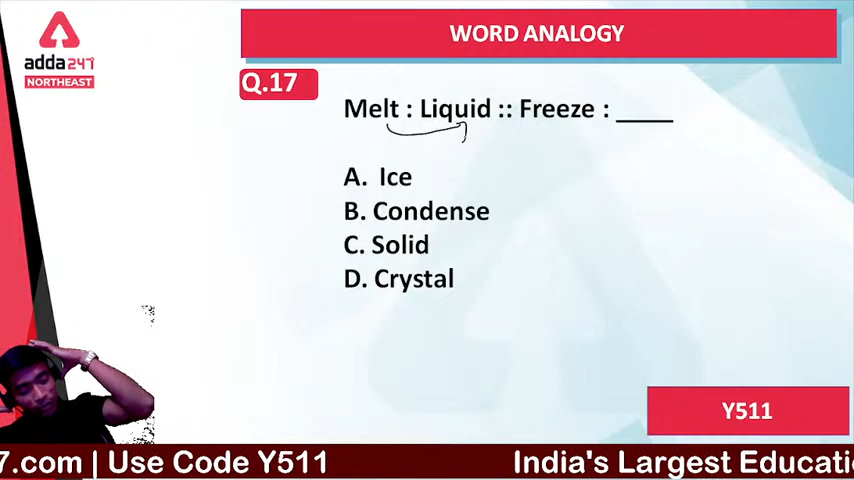 WORD ANALOGY
adda247
NORTHEAST
Q.17
Melt : Liquid :: Freeze : ____
A. Ice
B. Condense
C. Solid
D. Crystal
Y511
7.com | Use Code Y511
India's Largest Educati